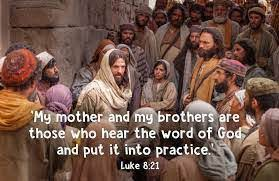 'My mother and my brothers are
those who hear the word of God
and put it into practice.'
Luke 8:21